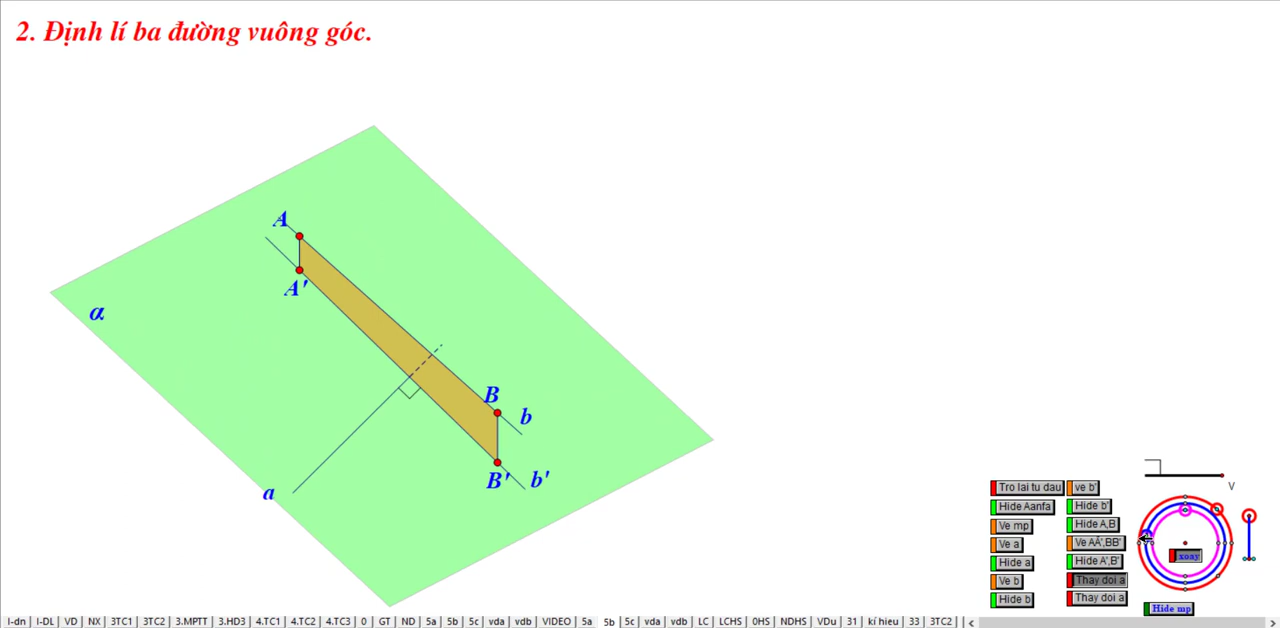 2. Định lí ba đường vuông góc.
A
A'
α
B
b
B' b'
a
V
Tro lai tu dau
ve b'
Hide Aanfa
Hide b'
Ve mp
Hide A,B
Ve a
Ve AÁ',BB'
Hide a
Hide A',B'
xoay
Ve b
Thay doi a
Hide b
Thay doi a
Hide mp
I-dn | I-DL | VD | NX | 3TC1 | 3TC2 | 3.MPTT | 3.HD3 | 4.TC1 | 4.TC2 | 4.TC3 | 0 | GT | ND | 5a | 5b | 5c | vda | vdb | VIDEO | 5a 5b 5c | vda | vdb | LC | LCHS | 0HS | NDHS | VDu | 31 | kí hieu | 33 | 3TC2 |